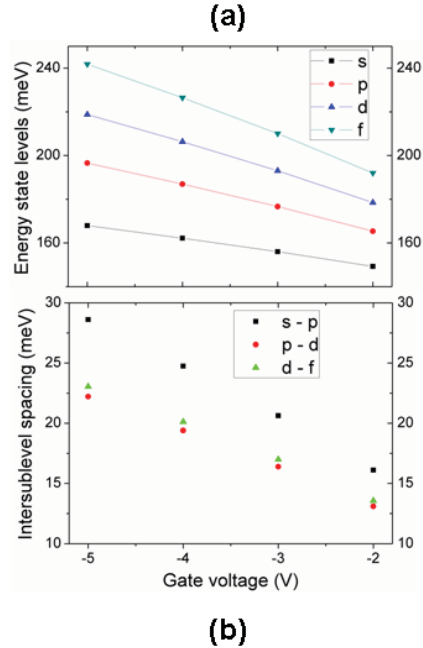 (a)
240
200
160
240
200
160
Energy state levels (meV)
s
p
d
f
30
25
20
15
10
30
25
20
15
10
Intersublevel spacing (meV)
s - p
p - d
d - f
-5 -4 -3 -2
Gate voltage (V)
(b)